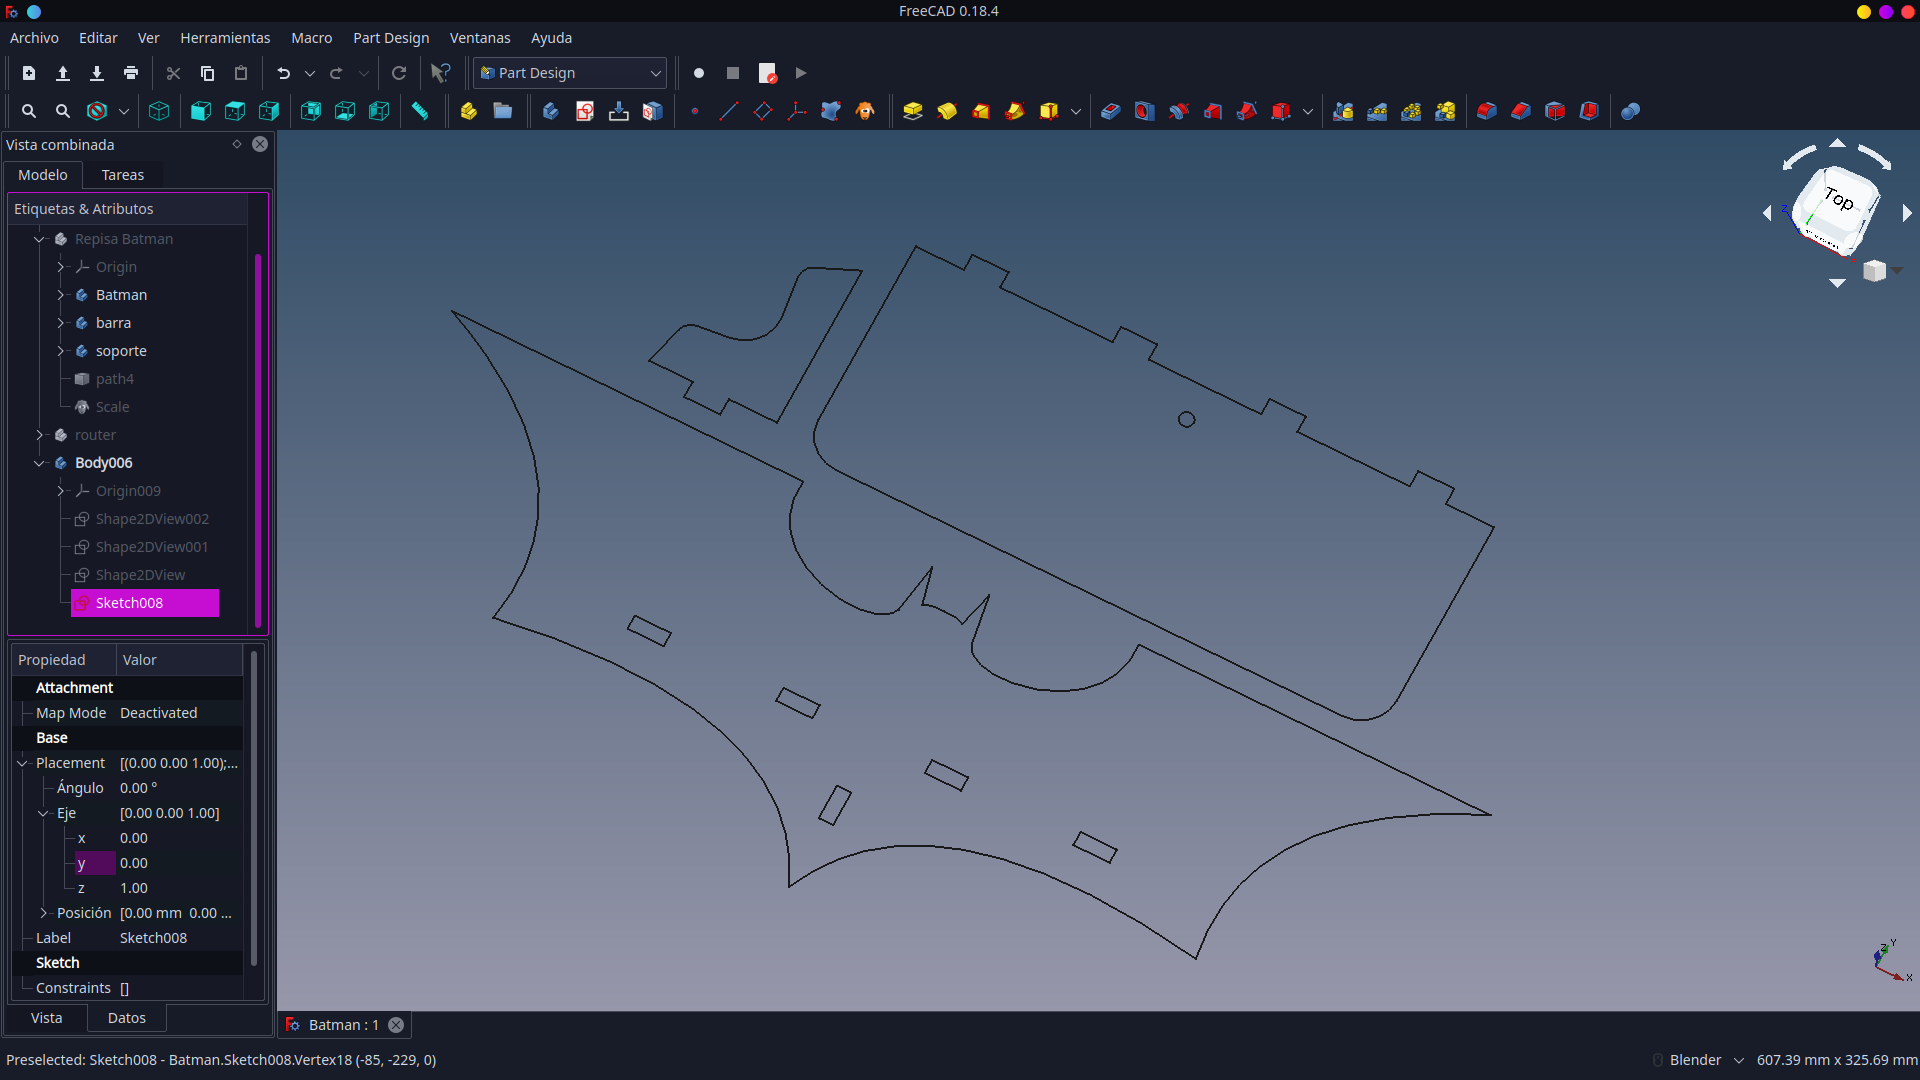 FreeCAD 0.18.4
Archivo Editar Ver Herramientas Macro Part Design Ventanas Ayuda
Part Design
Vista combinada
Modelo Tareas
Etiquetas & Atributos
Repisa Batman
Origin
Batman
barra
soporte
path4
Scale
router
Body006
Origin009
Shape2DView002
Shape2DView001
Shape2DView
Sketch008
Propiedad Valor
Attachment
Map Mode Deactivated
Base
Placement [(0.00 0.00 1.00);...
Ángulo 0.00 º
Eje [0.00 0.00 1.00]
x 0.00
y 0.00
z 1.00
Posición [0.00 mm 0.00 ...
Label Sketch008
Sketch
Constraints []
Vista Datos
Top
Z
Z Y
X
Batman : 1
Preselected: Sketch008 - Batman.Sketch008.Vertex18 (-85, -229, 0)
Blender 607.39 mm x 325.69 mm